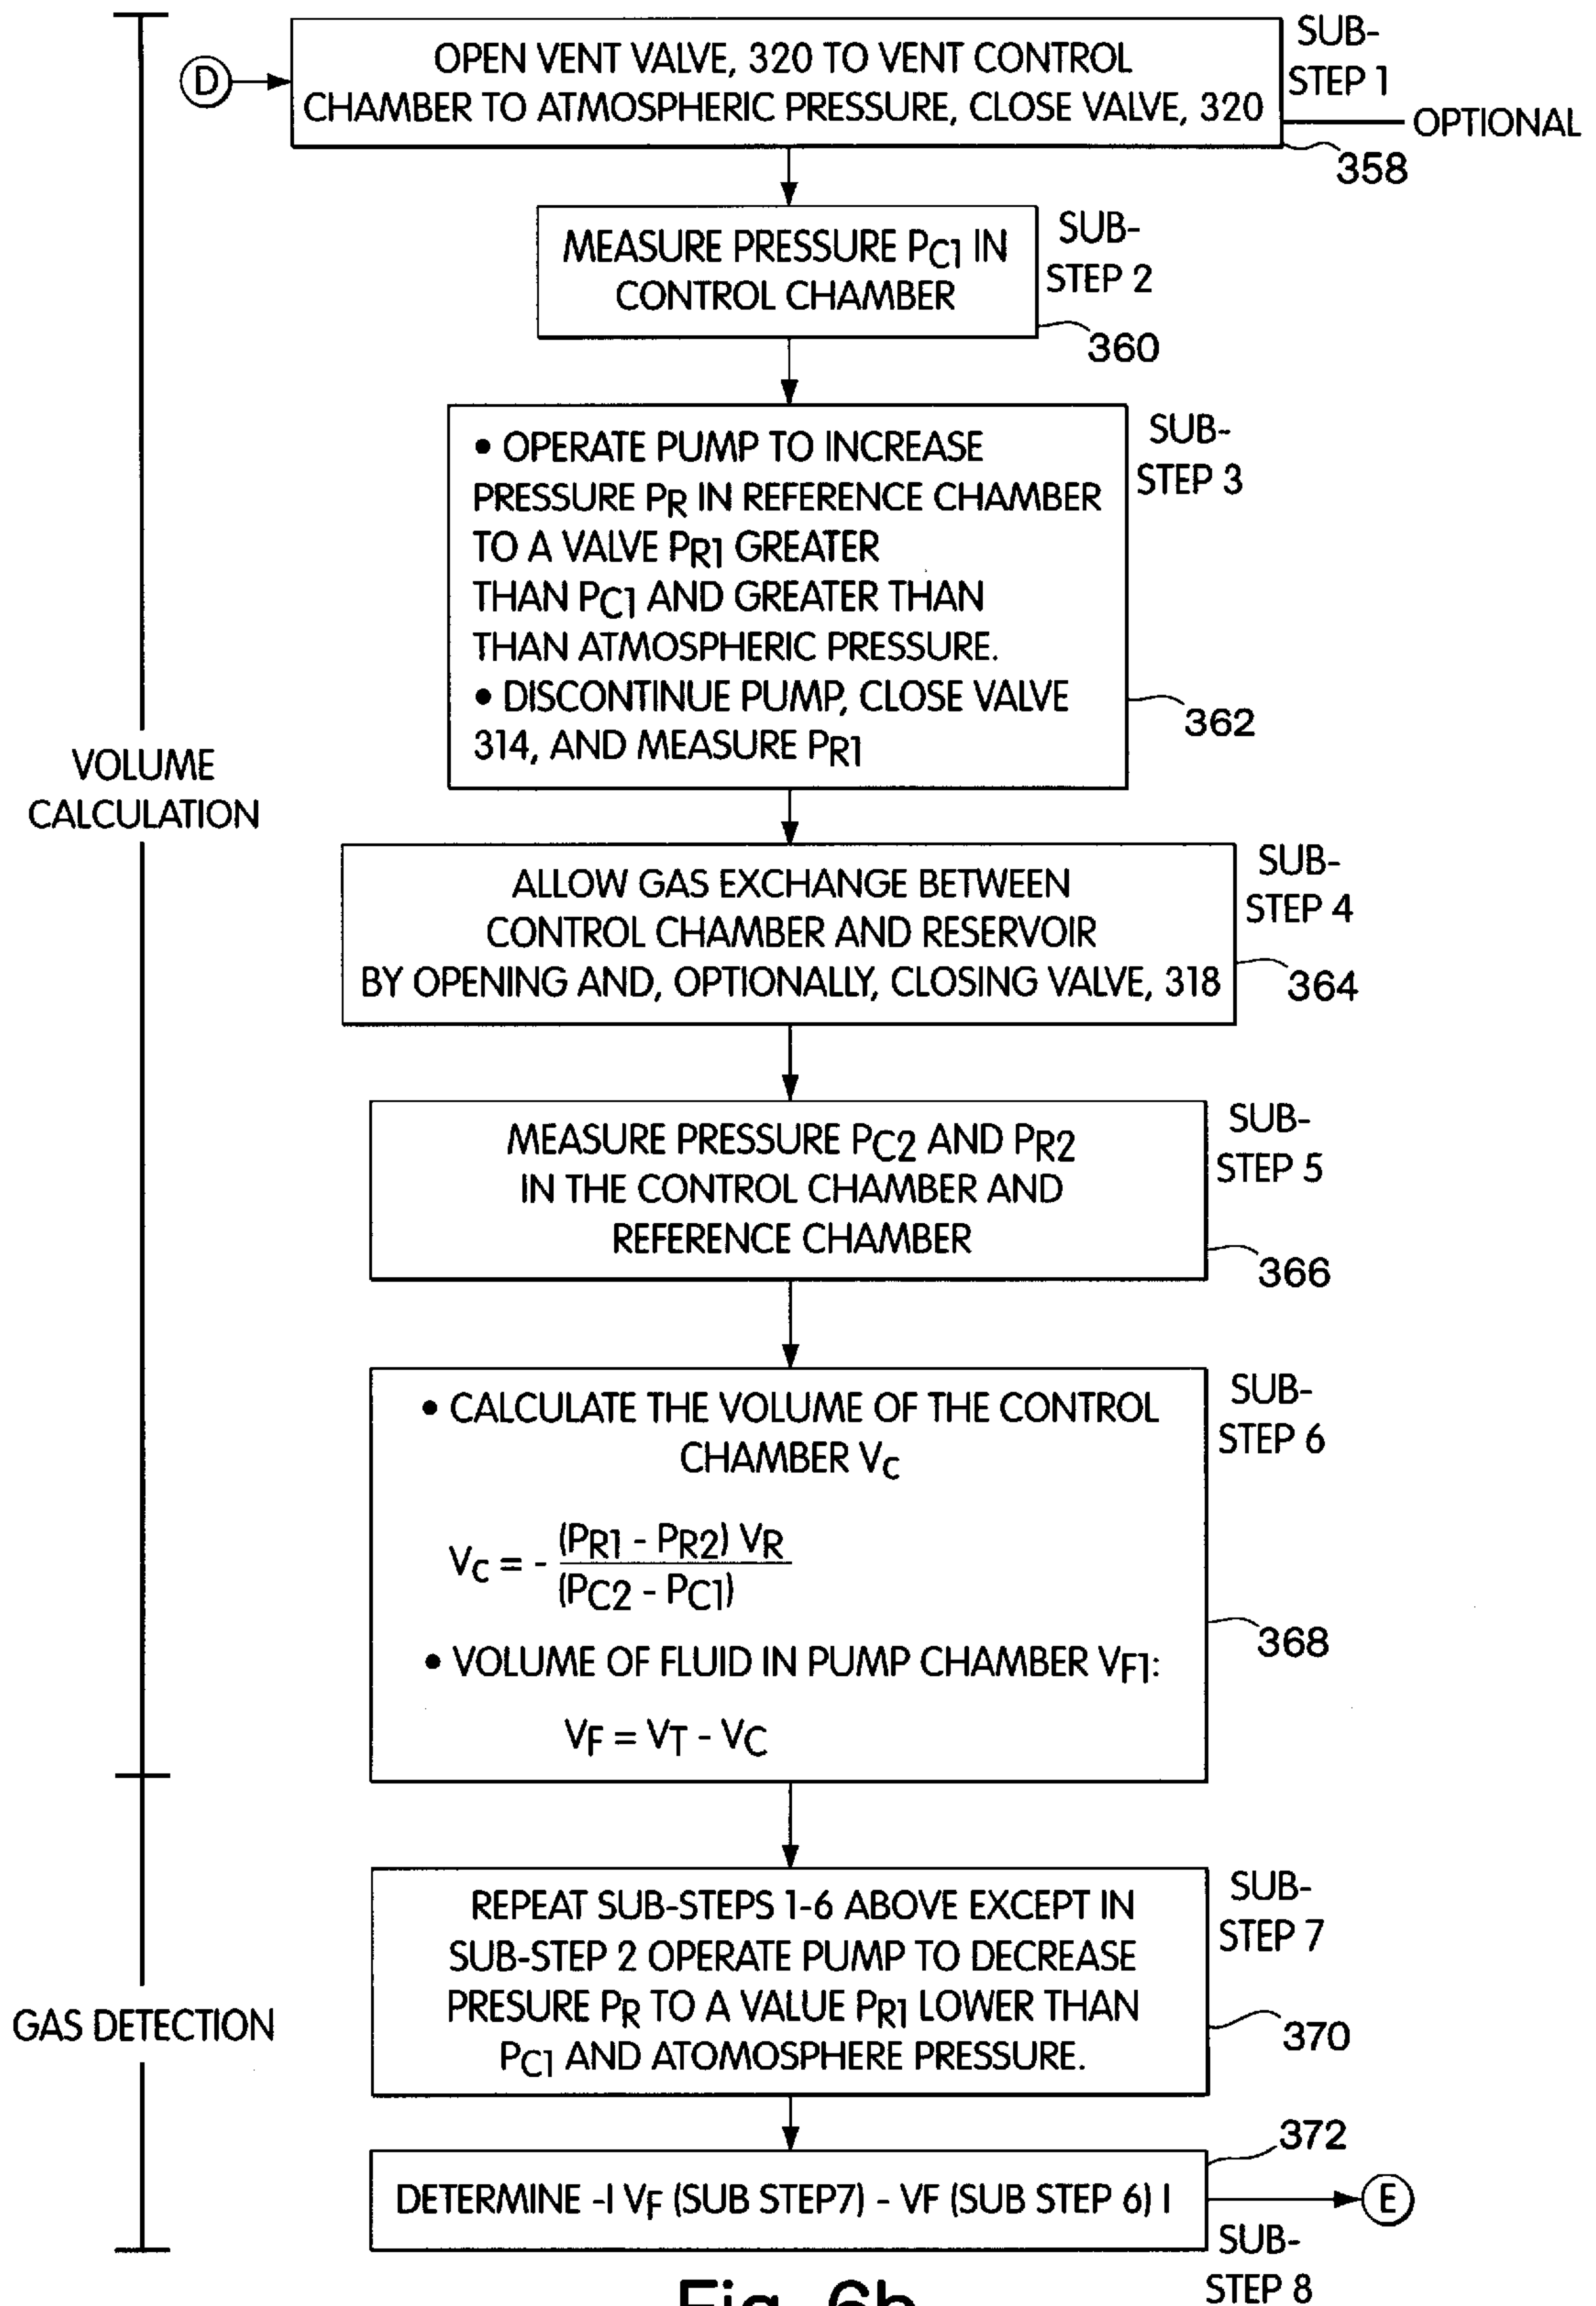 D
OPEN VENT VALVE, 320 TO VENT CONTROL
CHAMBER TO ATMOSPHERIC PRESSURE, CLOSE VALVE, 320
SUB-
STEP 1
OPTIONAL
358
MEASURE PRESSURE PC1 IN
CONTROL CHAMBER
SUB-
STEP 2
360
• OPERATE PUMP TO INCREASE
PRESSURE PR IN REFERENCE CHAMBER
TO A VALVE PR1 GREATER
THAN PC1 AND GREATER THAN
THAN ATMOSPHERIC PRESSURE.
• DISCONTINUE PUMP, CLOSE VALVE
314, AND MEASURE PR1
SUB-
STEP 3
362
VOLUME
CALCULATION
ALLOW GAS EXCHANGE BETWEEN
CONTROL CHAMBER AND RESERVOIR
BY OPENING AND, OPTIONALLY, CLOSING VALVE, 318
SUB-
STEP 4
364
MEASURE PRESSURE PC2 AND PR2
IN THE CONTROL CHAMBER AND
REFERENCE CHAMBER
SUB-
STEP 5
366
• CALCULATE THE VOLUME OF THE CONTROL
CHAMBER VC
VC = - (PR1 - PR2) VR
(PC2 - PC1)
• VOLUME OF FLUID IN PUMP CHAMBER VF1:
VF = VT - VC
SUB-
STEP 6
368
REPEAT SUB-STEPS 1-6 ABOVE EXCEPT IN
SUB-STEP 2 OPERATE PUMP TO DECREASE
PRESURE PR TO A VALUE PR1 LOWER THAN
PC1 AND ATOMOSPHERE PRESSURE.
SUB-
STEP 7
370
GAS DETECTION
DETERMINE -I VF (SUB STEP7) - VF (SUB STEP 6) I
372
E
SUB-
STEP 8
Fig. 6b